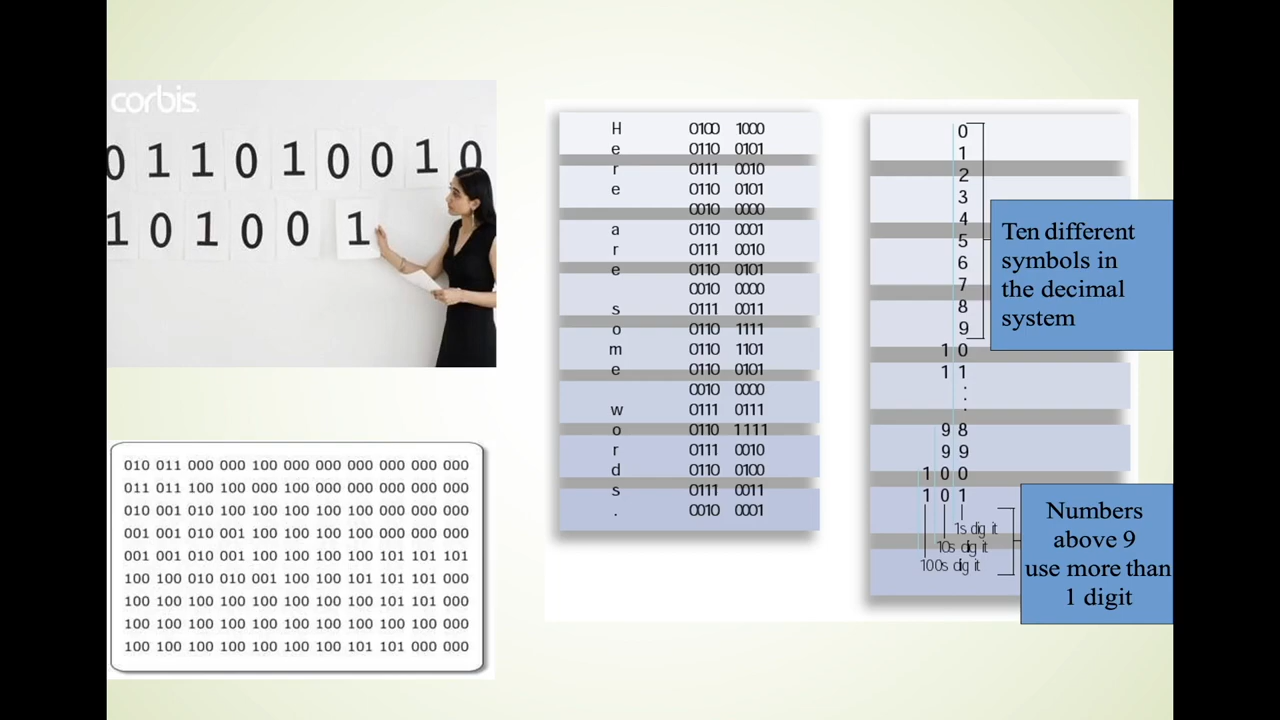 corbis.
0 1 1 0 1 0 0 1 0
1 0 1 0 0 1
010 011 000 000 100 000 000 000 000 000 000
011 011 100 100 000 100 000 000 000 000 000
010 001 010 100 100 100 100 000 000 000 000
001 001 010 001 000 100 100 100 000 000 000
001 001 010 001 100 100 100 100 101 101 101
100 100 010 010 001 100 100 101 101 101 000
100 100 100 100 100 100 100 100 101 101 000
100 100 100 100 100 100 100 100 100 100 000
100 100 100 100 100 100 100 101 101 000 000
H 0100 1000
e 0110 0101
r 0111 0010
e 0110 0101
0010 0000
a 0110 0001
r 0111 0010
e 0110 0101
0010 0000
s 0111 0011
o 0110 1111
m 0110 1101
e 0110 0101
0010 0000
w 0111 0111
o 0110 1111
r 0111 0010
d 0110 0100
s 0111 0011
. 0010 0001
0
1
2
3
4
5
6
7
8
9
1 0
1 1
.
.
9 8
9 9
1 0 0
1 0 1
1s digit
10s digit
100s digit
Ten different
symbols in
the decimal
system
Numbers
above 9
use more than
1 digit